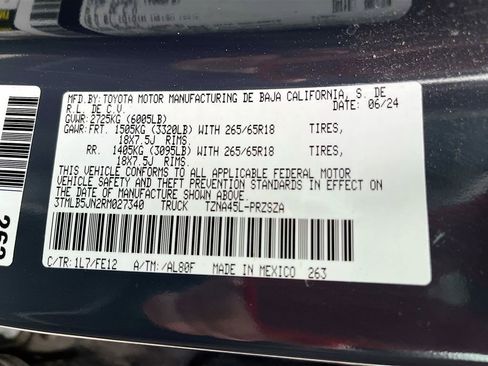 MFD.BY:TOYOTA MOTOR MANUFACTURING DE BAJA CALIFORNIA, S. DE
R.L. DE C.V. DATE: 06/24
GVWR: 2725KG (6005LB)
GAWR:FRT. 1505KG (3320LB) WITH 265/65R18 TIRES,
18X7.5J RIMS.
RR. 1405KG (3095LB) WITH 265/65R18 TIRES,
18X7.5J RIMS.
THIS VEHICLE CONFORMS TO ALL APPLICABLE FEDERAL MOTOR
VEHICLE SAFETY AND THEFT PREVENTION STANDARDS IN EFFECT ON
THE DATE OF MANUFACTURE SHOWN ABOVE.
3TMLB5JN2RM027340 TRUCK TZNA45L-PRZSZA
C/TR: 1L7/FE12 A/TM: /AL80F MADE IN MEXICO 263
263